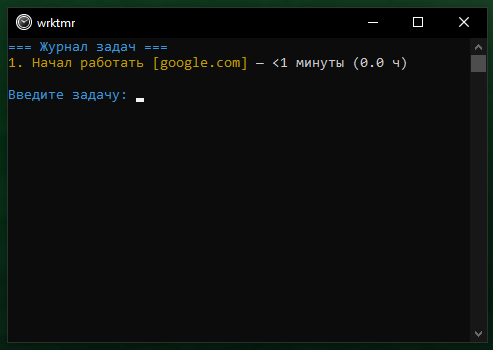 wrktmr
=== Журнал задач ===
1. Начал работать [google.com] — <1 минуты (0.0 ч)
Введите задачу: